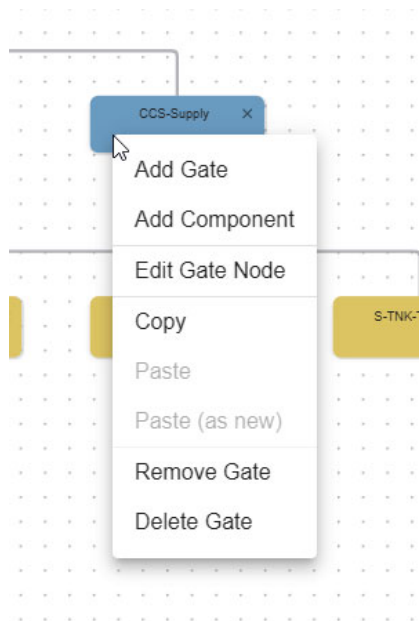 CCS-Supply
Add Gate
Add Component
Edit Gate Node
Copy
S-TNK-
Paste
Paste (as new)
Remove Gate
Delete Gate